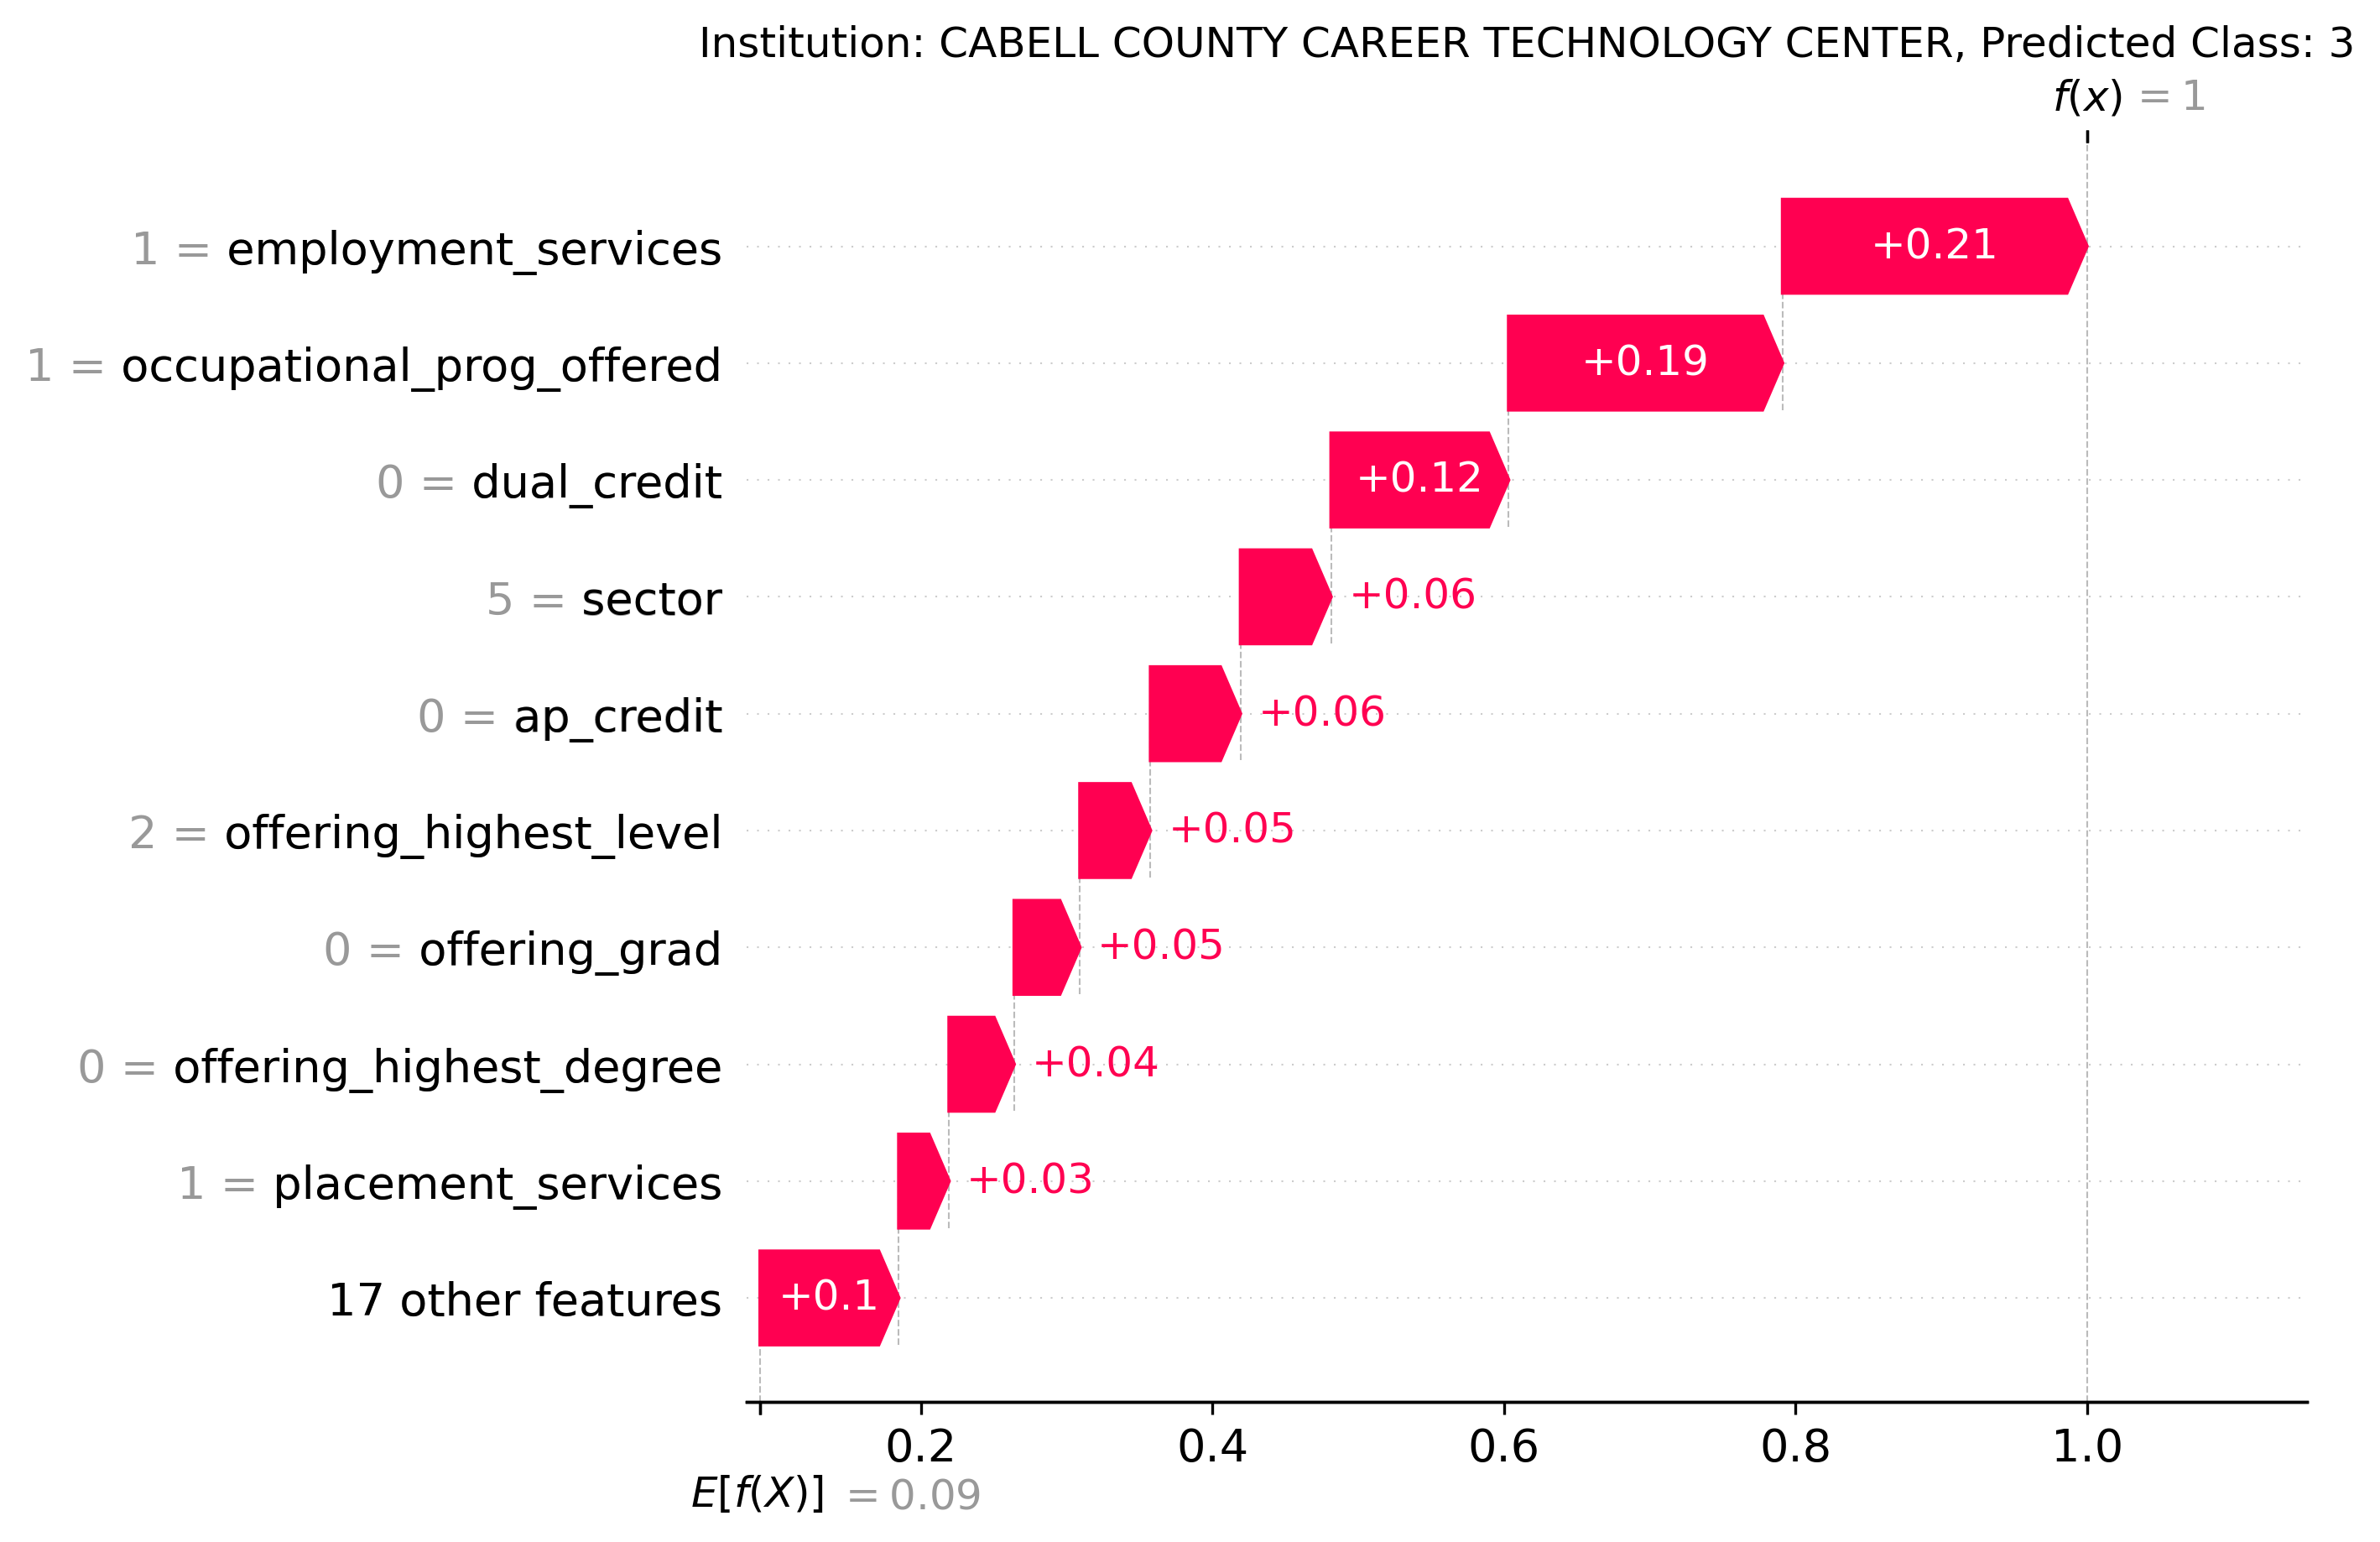 Institution: CABELL COUNTY CAREER TECHNOLOGY CENTER, Predicted Class: 3
f(x) = 1
1 = employment_services +0.21
1 = occupational_prog_offered +0.19
0 = dual_credit +0.12
5 = sector +0.06
0 = ap_credit +0.06
2 = offering_highest_level +0.05
0 = offering_grad +0.05
0 = offering_highest_degree +0.04
1 = placement_services +0.03
17 other features +0.1
0.2 0.4 0.6 0.8 1.0
E[f(X)] = 0.09